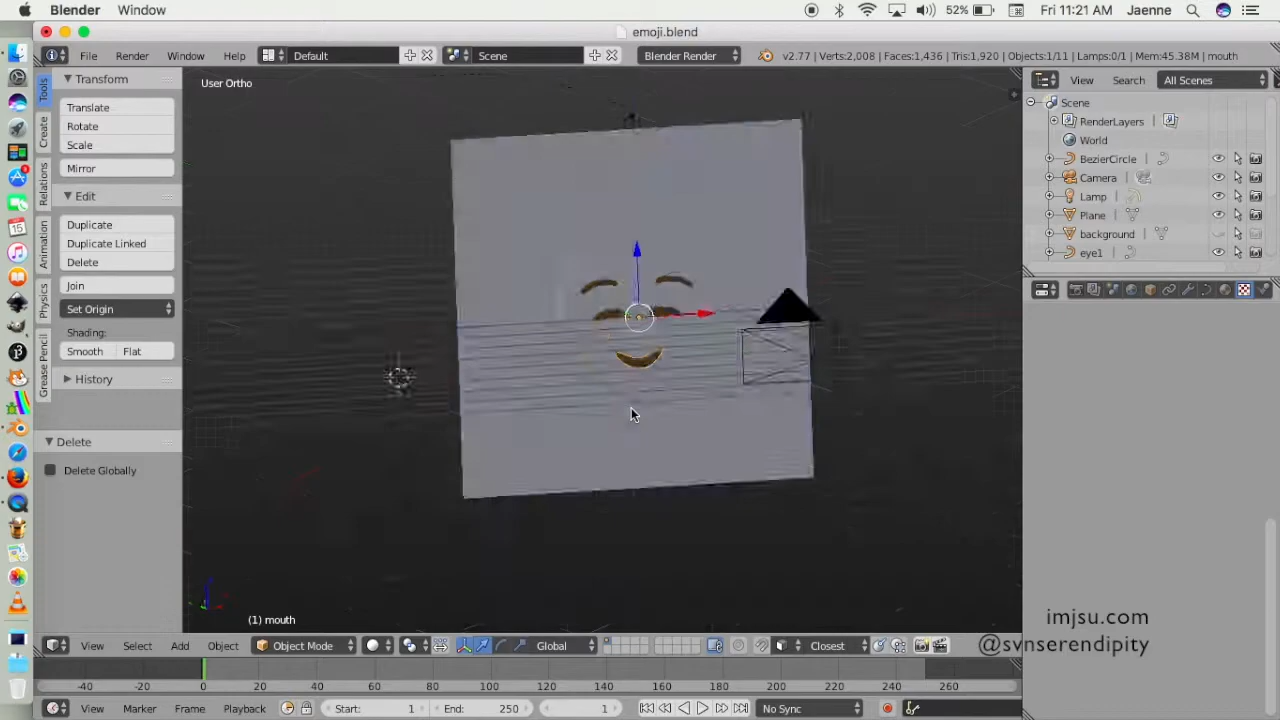 Blender Window 52% Fri 11:21 AM Jaenne
emoji.blend
File Render Window Help Default Scene Blender Render v2.77 | Verts:2,008 | Faces:1,436 | Tris:1,920 | Objects:1/11 | Lamps:0/1 | Mem:45.38M | mouth
Transform
Translate
Rotate
Scale
Mirror
Edit
Duplicate
Duplicate Linked
Delete
Join
Set Origin
Shading:
Smooth Flat
History
Delete
Delete Globally
Tools
Create
Relations
Animation
Physics
Grease Pencil
User Ortho
(1) mouth
View Search All Scenes
Scene
RenderLayers
World
BezierCircle
Camera
Lamp
Plane
background
eye1
imjsu.com
@svnserendipity
View Select Add Object Object Mode Global Closest
-40 -20 0 20 40 60 80 100 120 140 160 180 200 220 240 260
View Marker Frame Playback Start: 1 End: 250 1 No Sync